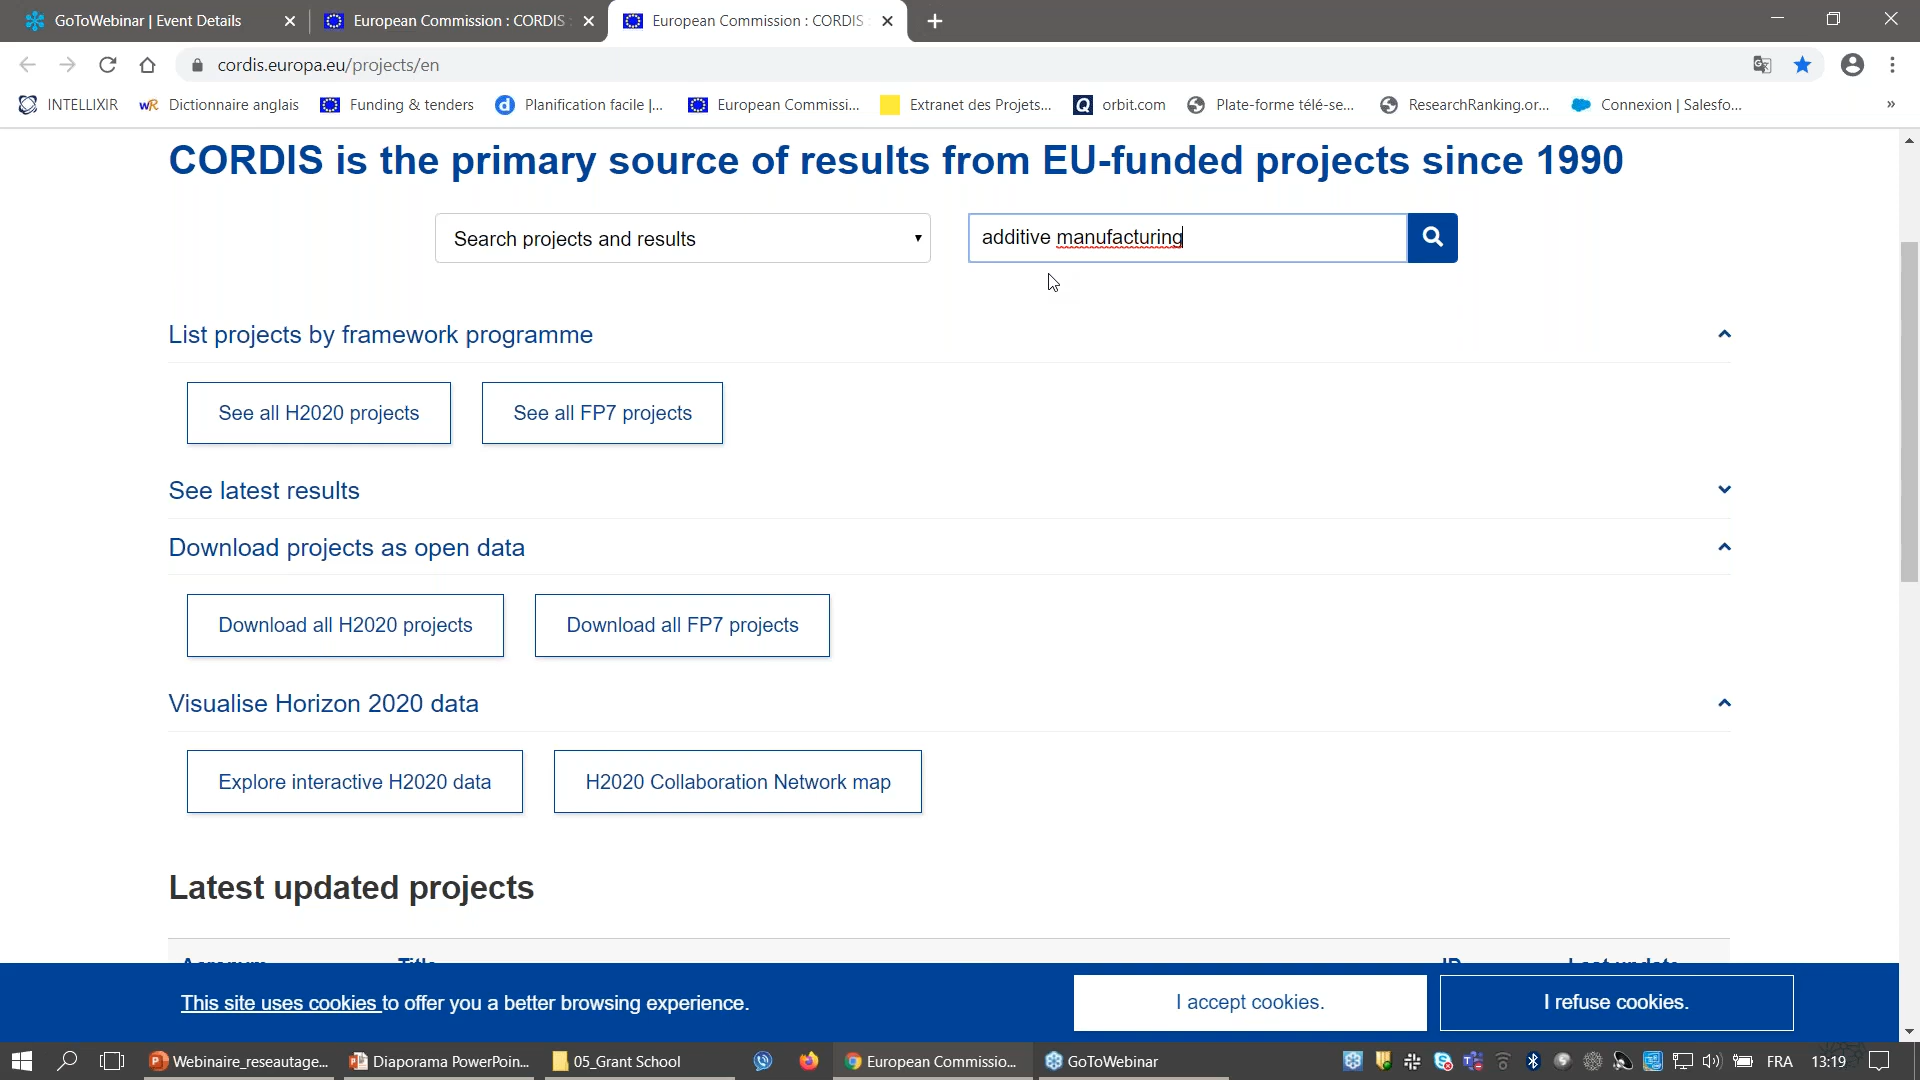 GoToWebinar | Event Details
European Commission : CORDIS
European Commission : CORDIS
cordis.europa.eu/projects/en
INTELLIXIR
wR Dictionnaire anglais
Funding & tenders
d Planification facile |...
European Commissi...
Extranet des Projets...
Q orbit.com
Plate-forme télé-se...
ResearchRanking.or...
Connexion | Salesfo...
»
CORDIS is the primary source of results from EU-funded projects since 1990
Search projects and results
additive manufacturing
List projects by framework programme
See all H2020 projects
See all FP7 projects
See latest results
Download projects as open data
Download all H2020 projects
Download all FP7 projects
Visualise Horizon 2020 data
Explore interactive H2020 data
H2020 Collaboration Network map
Latest updated projects
Acronym Title ID Last update
This site uses cookies to offer you a better browsing experience.
I accept cookies.
I refuse cookies.
Webinaire_reseautage...
Diaporama PowerPoin...
05_Grant School
European Commissio...
GoToWebinar
FRA
13:19